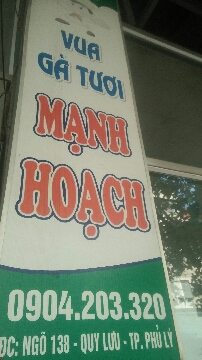 VUA
GÀ TƯƠI
MẠNH
HOẠCH
0904.203.320
ĐC: NGÕ 138 - QUY LƯU - TP. PHỦ LÝ